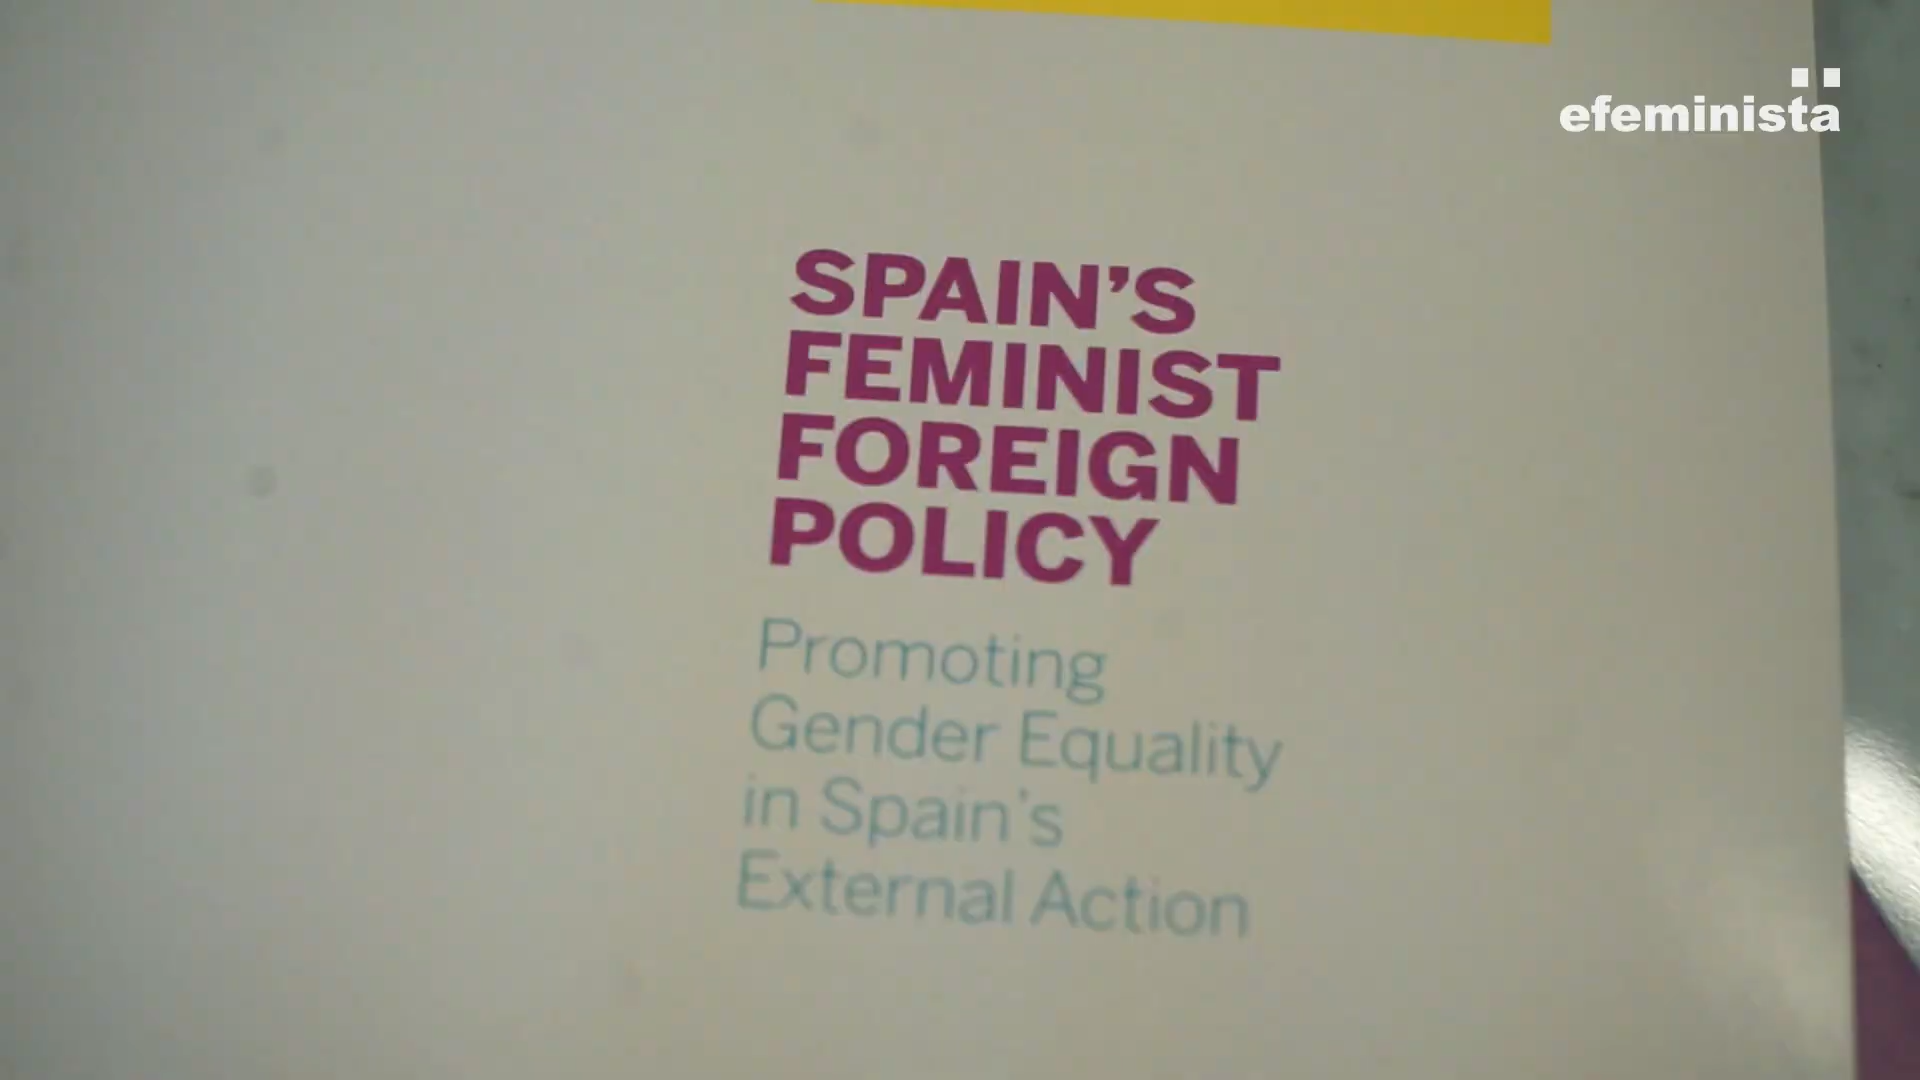 efeminista
SPAIN'S
FEMINIST
FOREIGN
POLICY
Promoting
Gender Equality
in Spain's
External Action